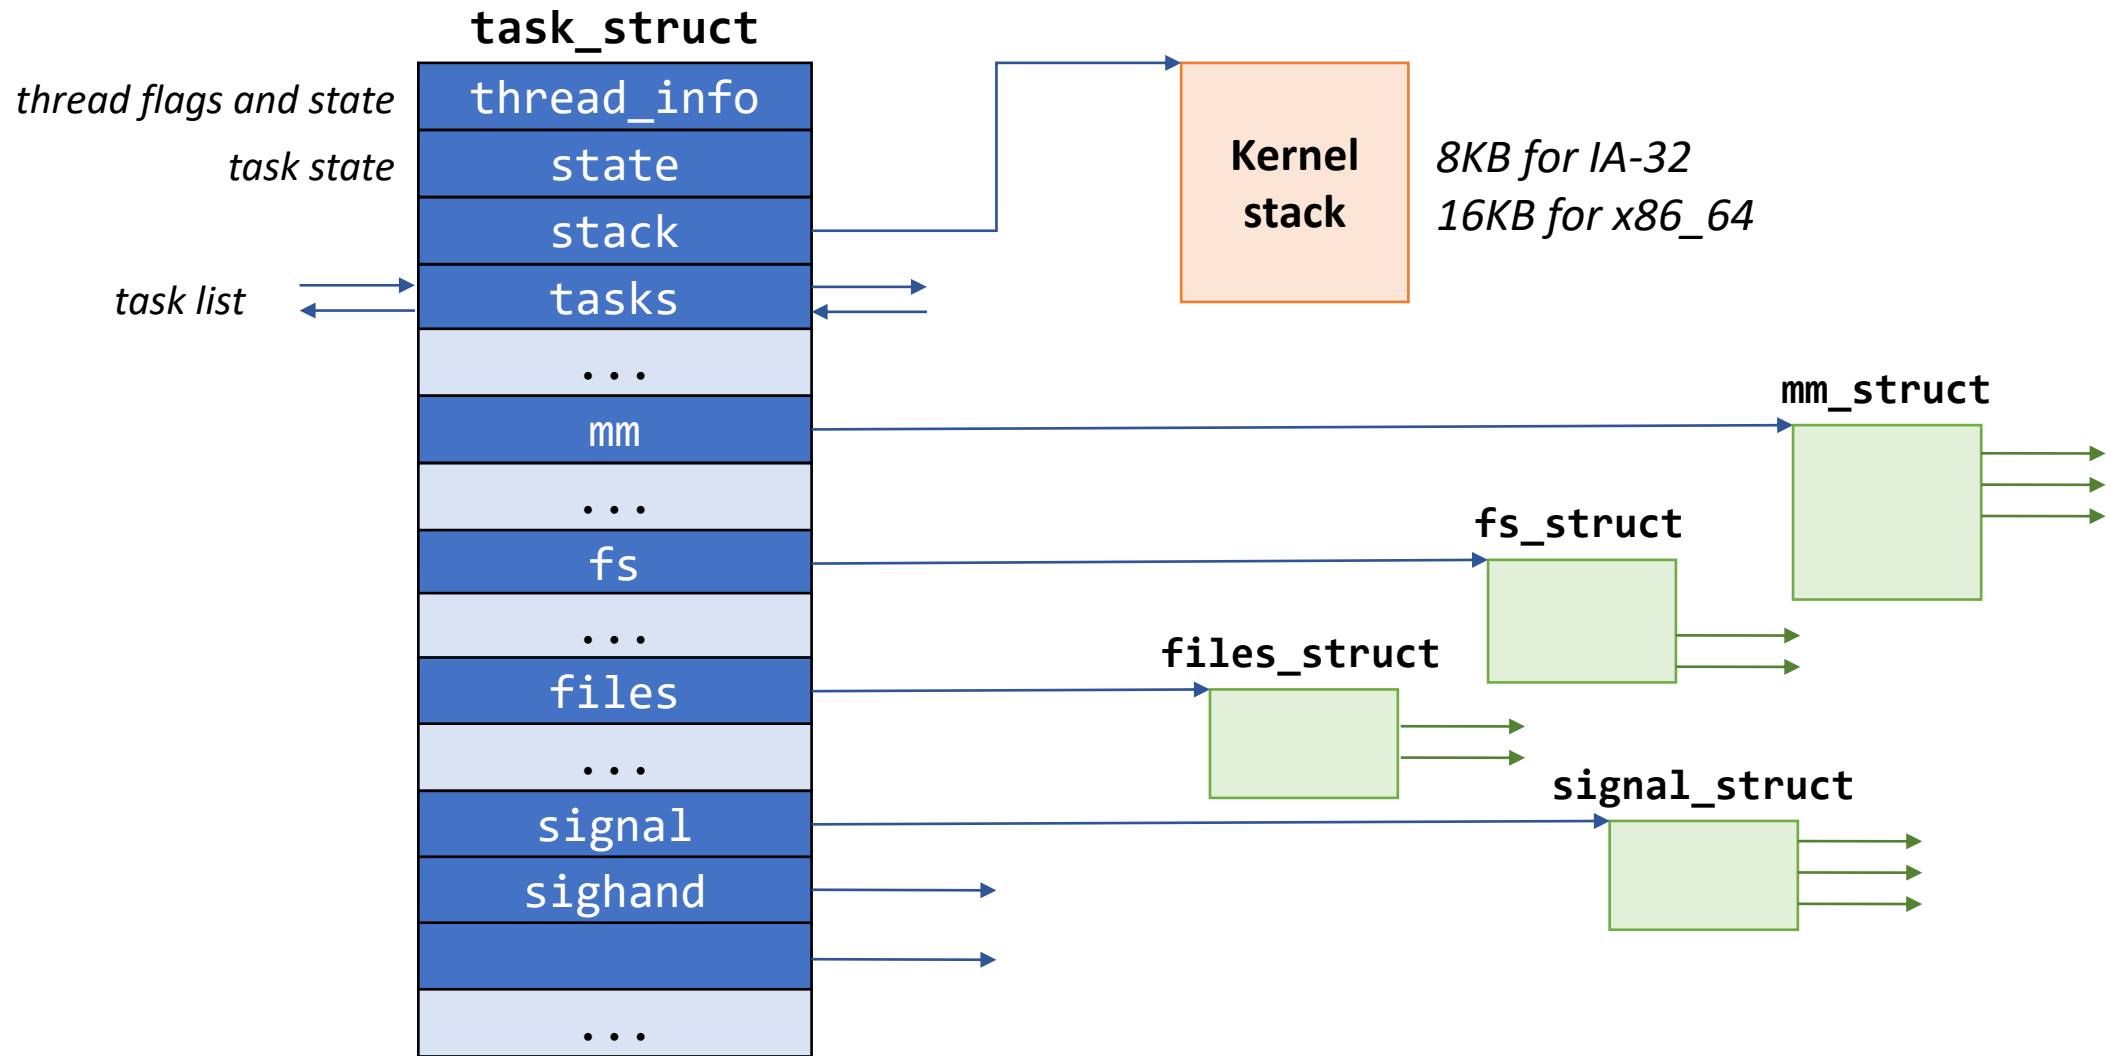 task_struct
thread flags and state
thread_info
task state
state
stack
task list
tasks
...
mm
...
fs
...
files
...
signal
sighand
...
Kernel
stack
8KB for IA-32
16KB for x86_64
mm_struct
fs_struct
files_struct
signal_struct